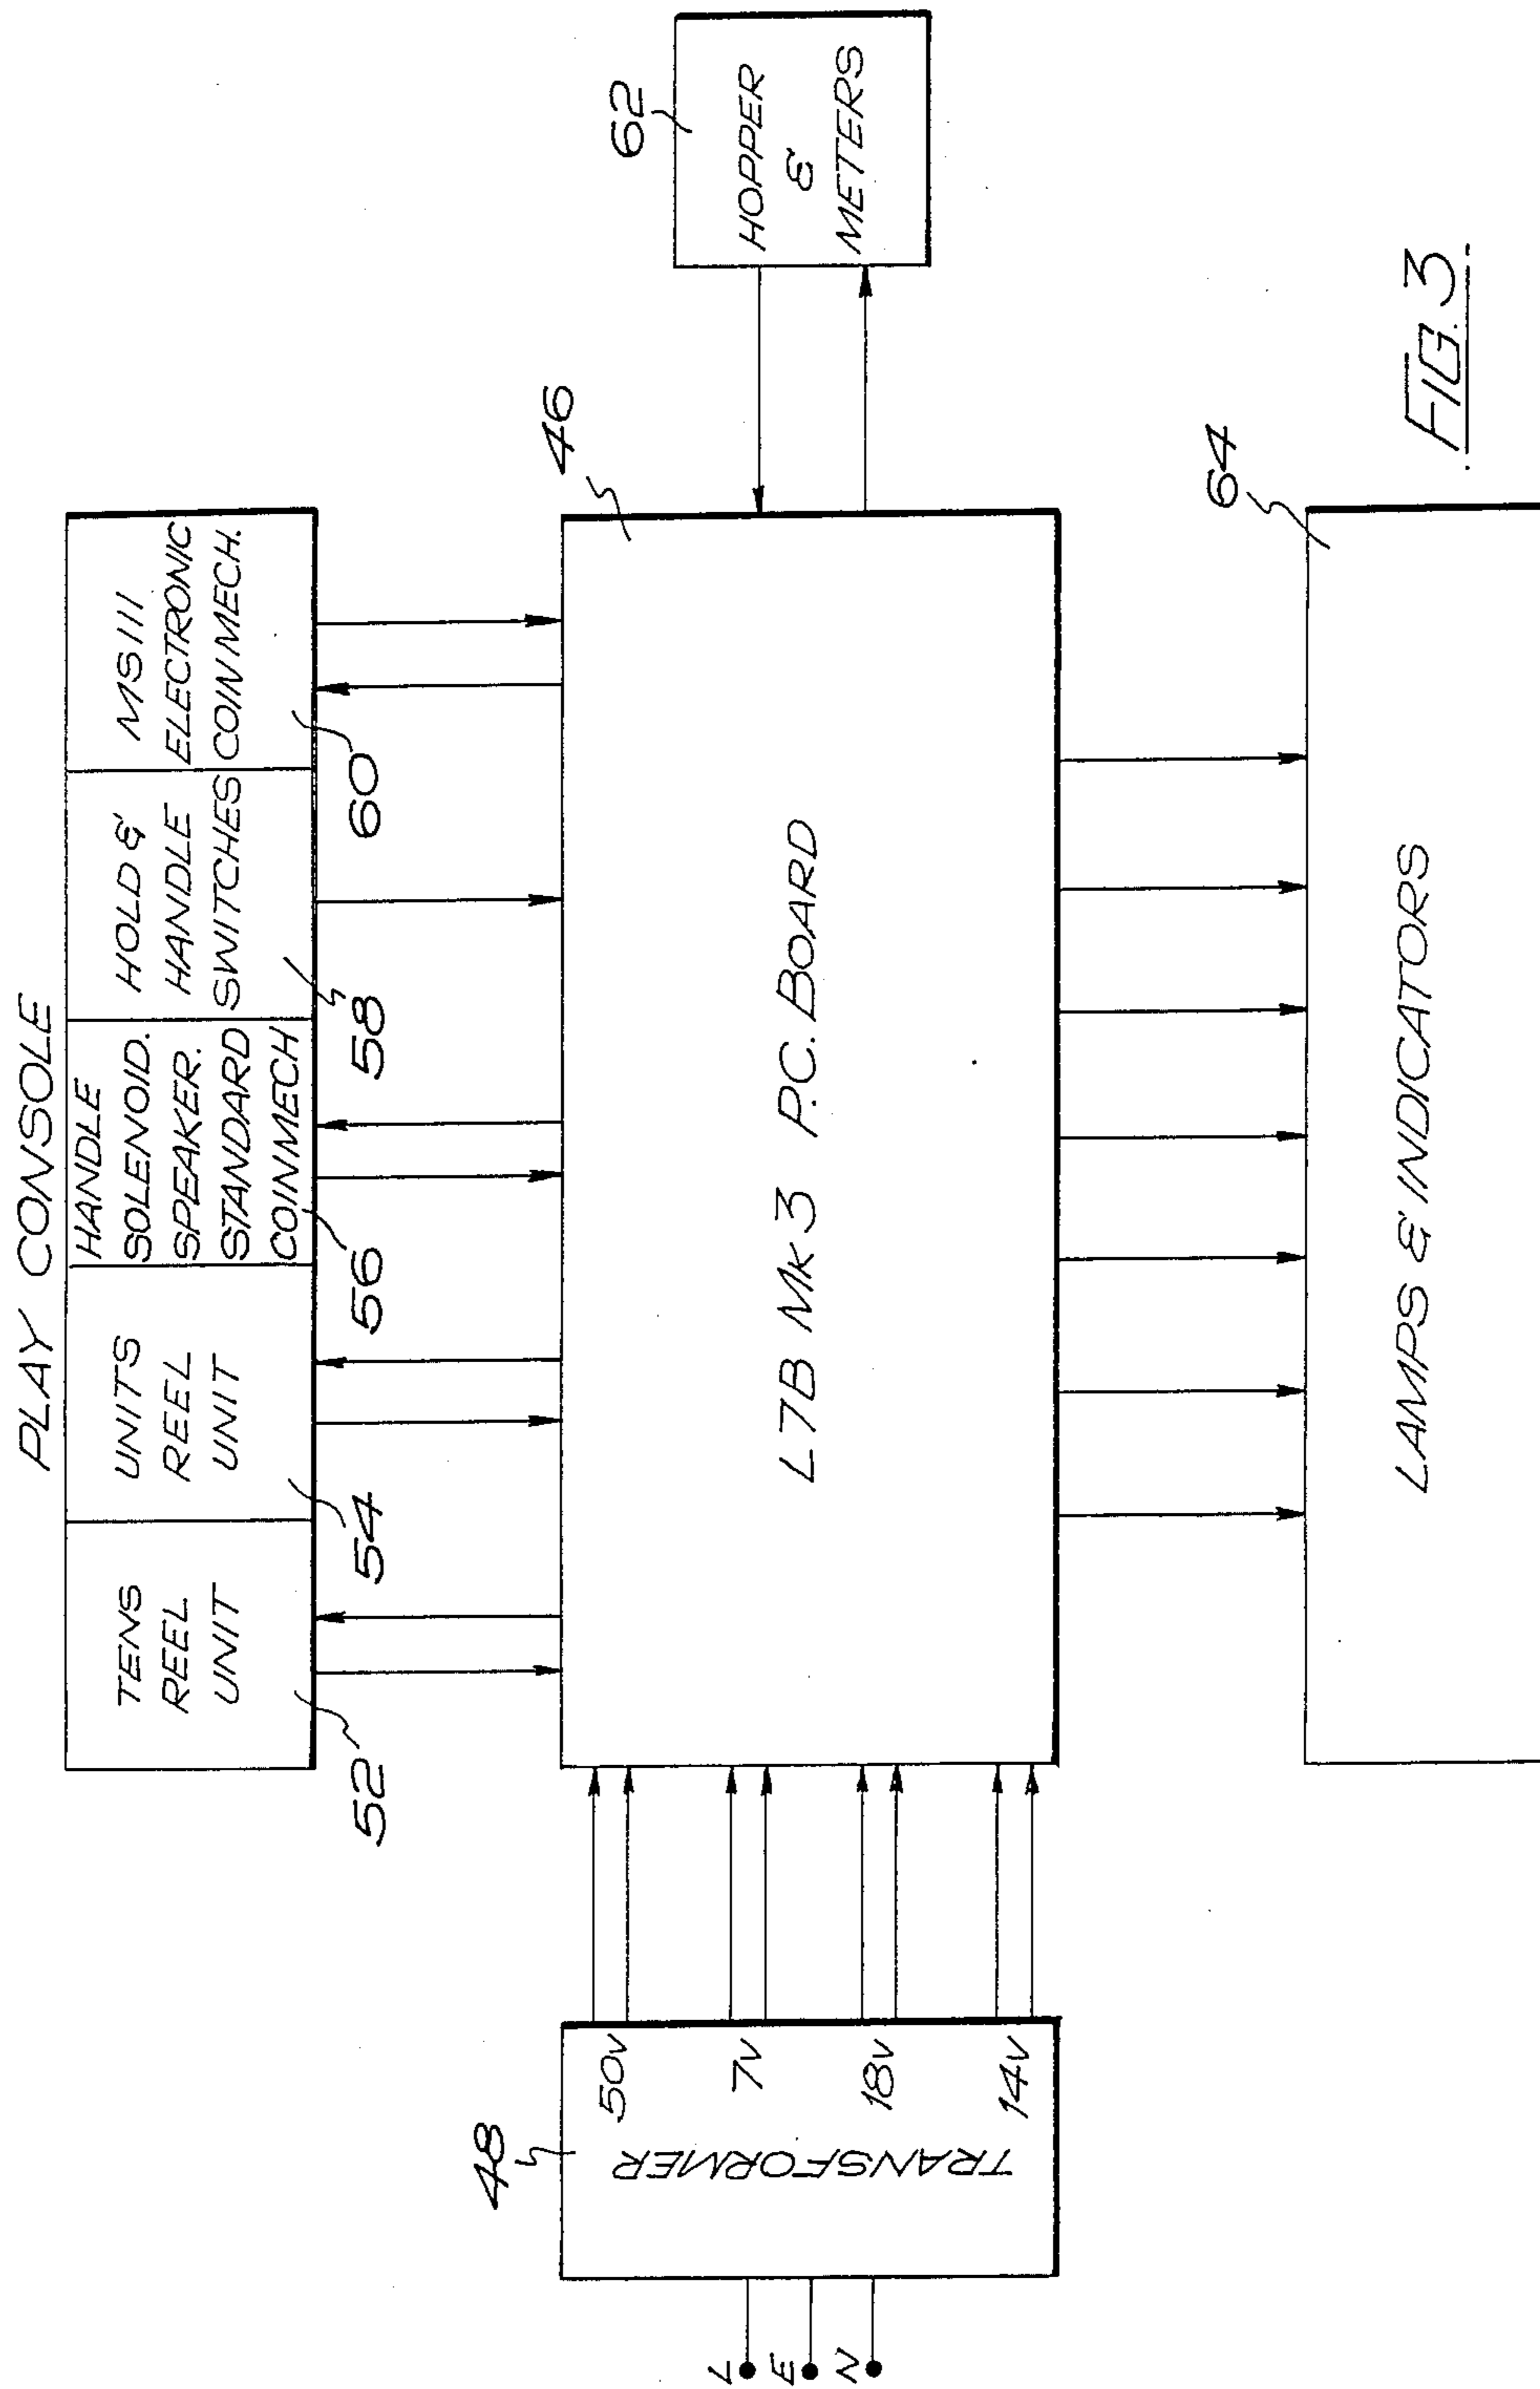 PLAY CONSOLE
TENS
REEL
UNIT
UNITS
REEL
UNIT
HANDLE
SOLENOID.
SPEAKER.
STANDARD
COINMECH
HOLD &
HANDLE
SWITCHES
MS111
ELECTRONIC
COINMECH.
52
54
56
58
60
48
TRANSFORMER
50V
7V
18V
14V
L
E
N
46
L7B Mk3 P.C. BOARD
62
HOPPER
&
METERS
64
LAMPS & INDICATORS
FIG. 3